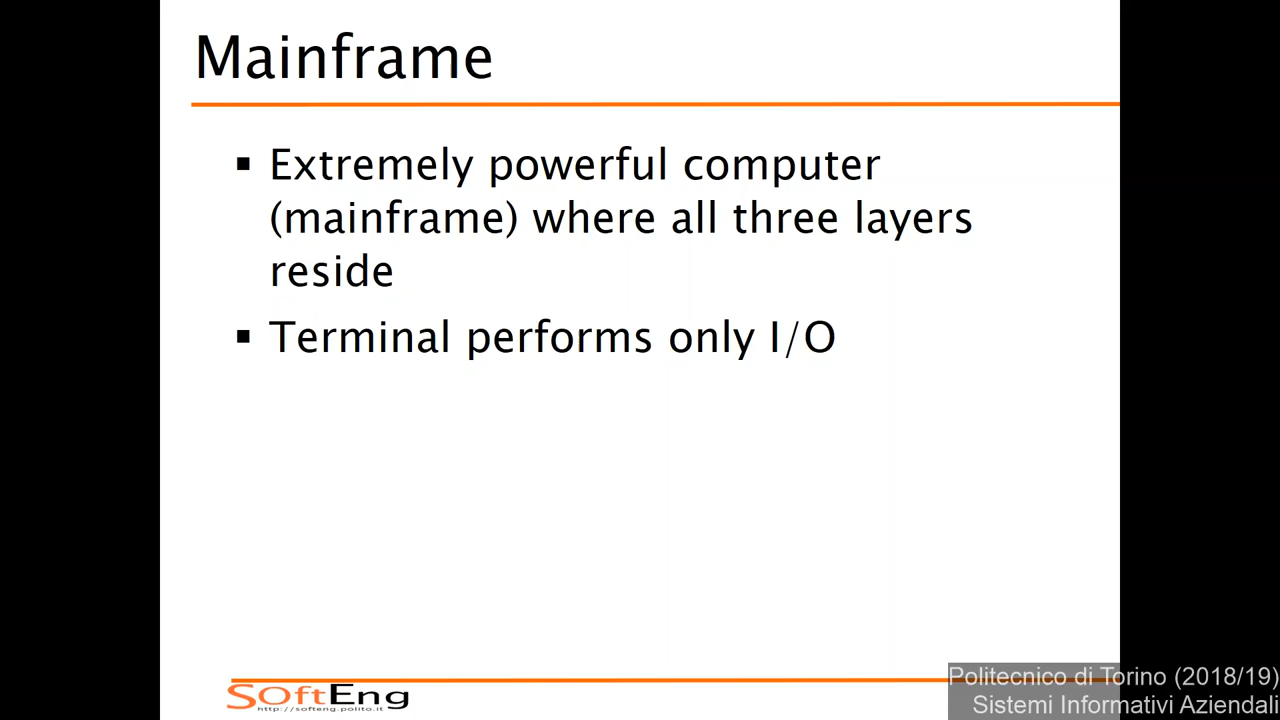 Mainframe
▪ Extremely powerful computer
(mainframe) where all three layers
reside
▪ Terminal performs only I/O
SoftEng
http://softeng.polito.it
Politecnico di Torino (2018/19)
Sistemi Informativi Aziendali